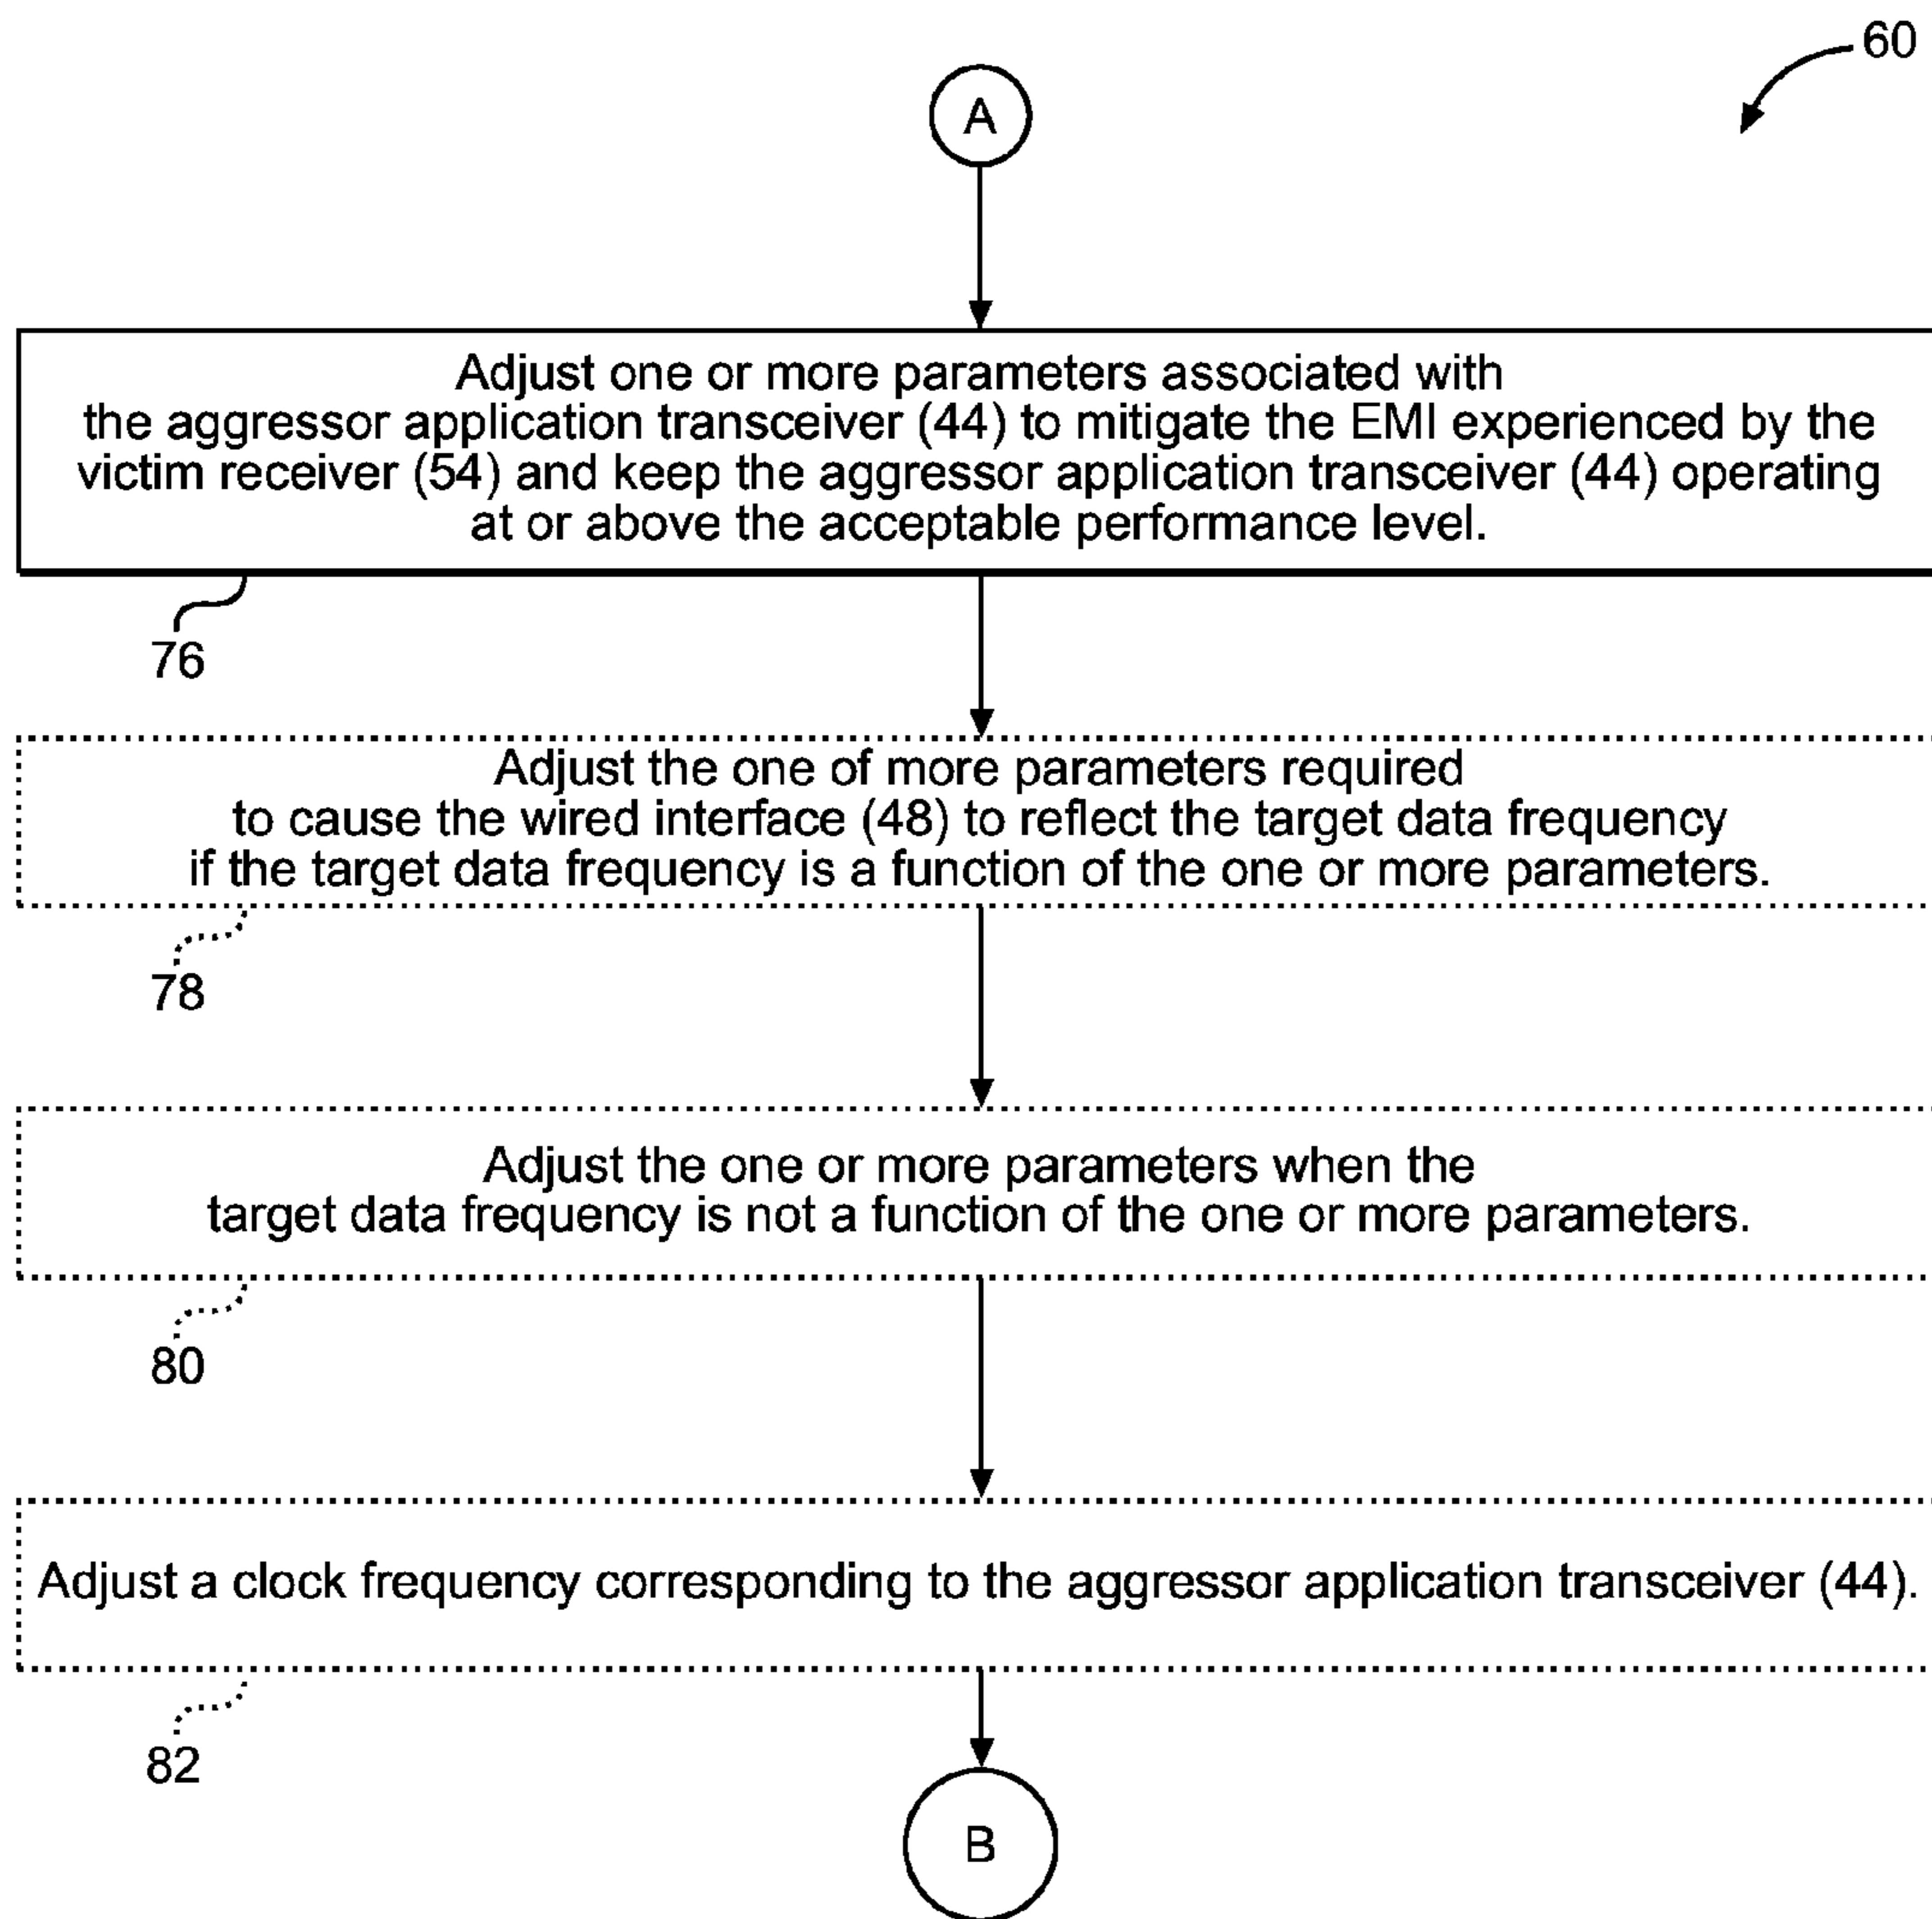 60
A
Adjust one or more parameters associated with
the aggressor application transceiver (44) to mitigate the EMI experienced by the
victim receiver (54) and keep the aggressor application transceiver (44) operating
at or above the acceptable performance level.
76
Adjust the one of more parameters required
to cause the wired interface (48) to reflect the target data frequency
if the target data frequency is a function of the one or more parameters.
78
Adjust the one or more parameters when the
target data frequency is not a function of the one or more parameters.
80
Adjust a clock frequency corresponding to the aggressor application transceiver (44).
82
B